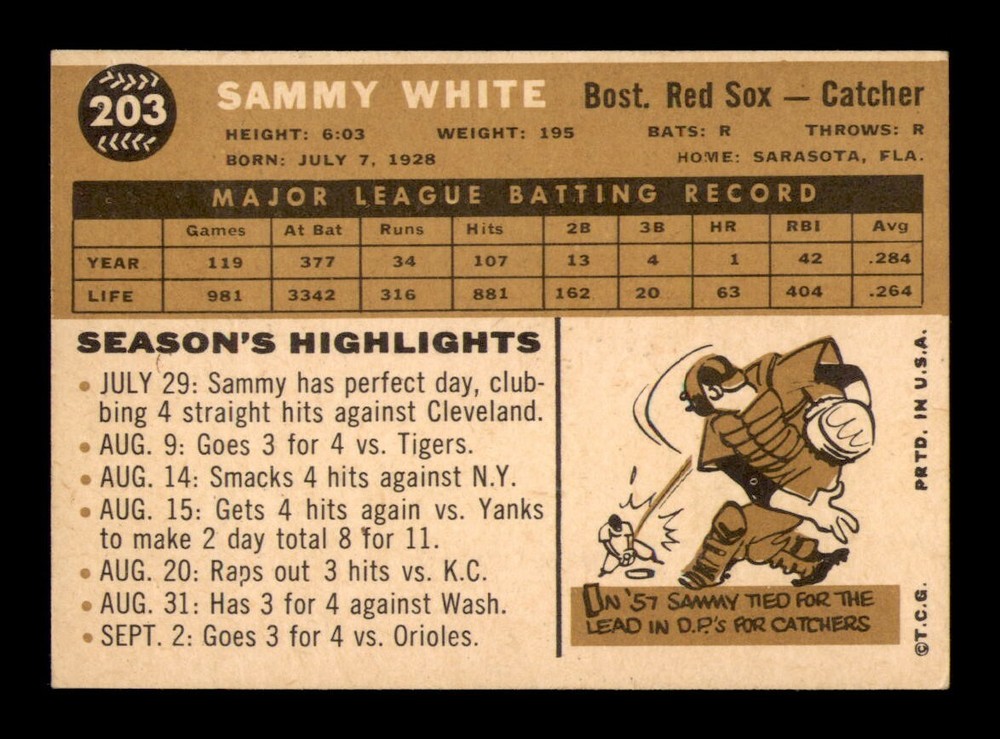 203
SAMMY WHITE Bost. Red Sox — Catcher
HEIGHT: 6:03 WEIGHT: 195 BATS: R THROWS: R
BORN: JULY 7, 1928 HOME: SARASOTA, FLA.
MAJOR LEAGUE BATTING RECORD
Games At Bat Runs Hits 2B 3B HR RBI Avg
YEAR 119 377 34 107 13 4 1 42 .284
LIFE 981 3342 316 881 162 20 63 404 .264
SEASON'S HIGHLIGHTS
• JULY 29: Sammy has perfect day, club-
bing 4 straight hits against Cleveland.
• AUG. 9: Goes 3 for 4 vs. Tigers.
• AUG. 14: Smacks 4 hits against N.Y.
• AUG. 15: Gets 4 hits again vs. Yanks
to make 2 day total 8 for 11.
• AUG. 20: Raps out 3 hits vs. K.C.
• AUG. 31: Has 3 for 4 against Wash.
• SEPT. 2: Goes 3 for 4 vs. Orioles.
IN '57 SAMMY TIED FOR THE
LEAD IN D.P.'S FOR CATCHERS
©T.C.G. PRTD. IN U.S.A.